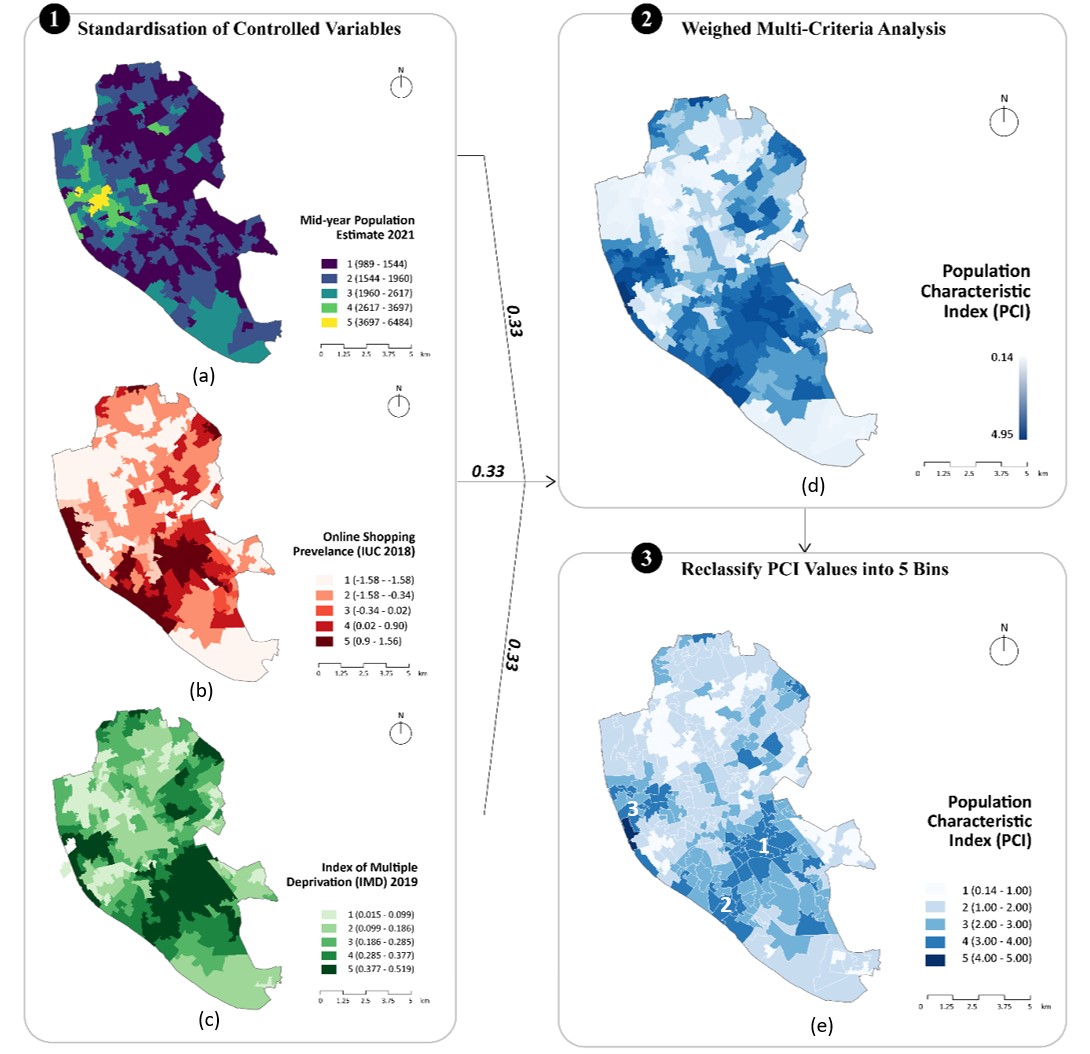 1
Standardisation of Controlled Variables
N
Mid-year Population
Estimate 2021
1 (989 - 1544)
2 (1544 - 1960)
3 (1960 - 2617)
4 (2617 - 3697)
5 (3697 - 6484)
0 1.25 2.5 3.75 5 km
(a)
N
Online Shopping
Prevelance (IUC 2018)
1 (-1.58 - -1.58)
2 (-1.58 - -0.34)
3 (-0.34 - 0.02)
4 (0.02 - 0.90)
5 (0.9 - 1.56)
0 1.25 2.5 3.75 5 km
(b)
N
Index of Multiple
Deprivation (IMD) 2019
1 (0.015 - 0.099)
2 (0.099 - 0.186)
3 (0.186 - 0.285)
4 (0.285 - 0.377)
5 (0.377 - 0.519)
0 1.25 2.5 3.75 5 km
(c)
0.33
0.33
0.33
2
Weighed Multi-Criteria Analysis
N
Population
Characteristic
Index (PCI)
0.14
4.95
0 1.25 2.5 3.75 5 km
(d)
3
Reclassify PCI Values into 5 Bins
N
3
1
2
Population
Characteristic
Index (PCI)
1 (0.14 - 1.00)
2 (1.00 - 2.00)
3 (2.00 - 3.00)
4 (3.00 - 4.00)
5 (4.00 - 5.00)
0 1.25 2.5 3.75 5 km
(e)